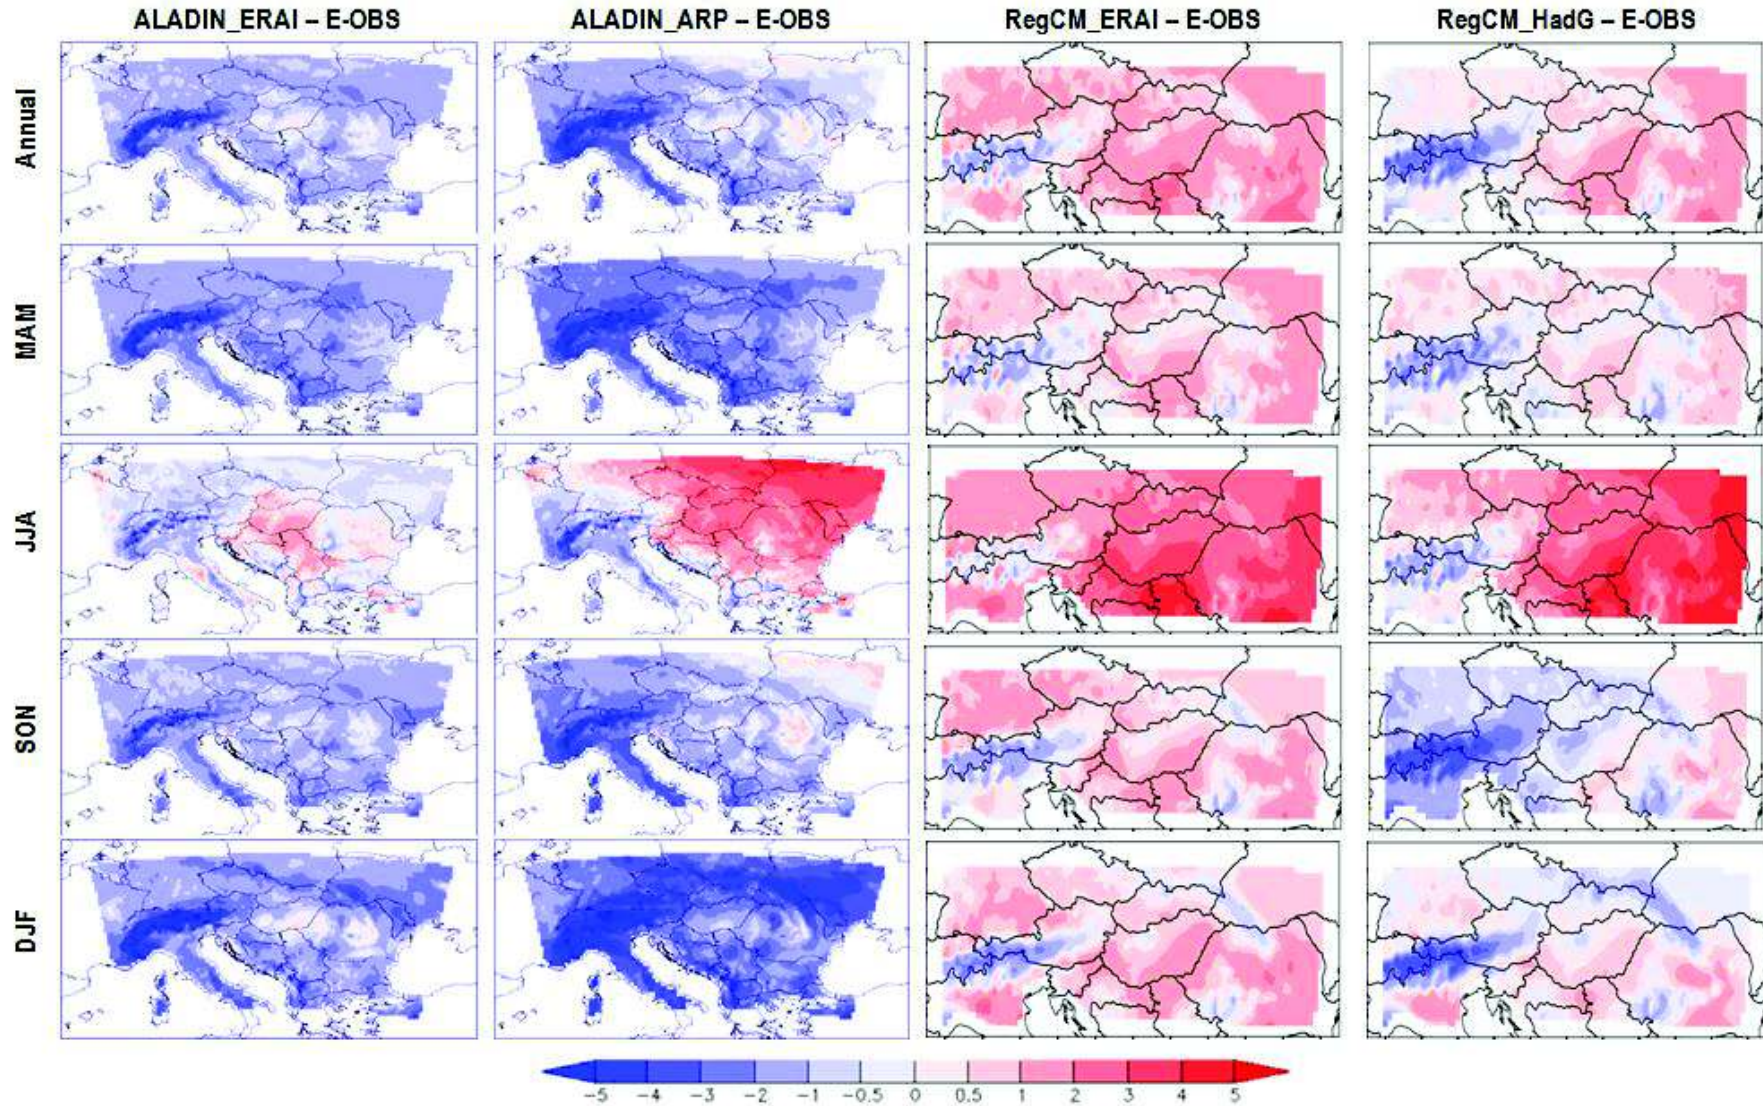 ALADIN_ERAI – E-OBS ALADIN_ARP – E-OBS RegCM_ERAI – E-OBS RegCM_HadG – E-OBS
Annual
MAM
JJA
SON
DJF
−5 −4 −3 −2 −1 −0.5 0 0.5 1 2 3 5